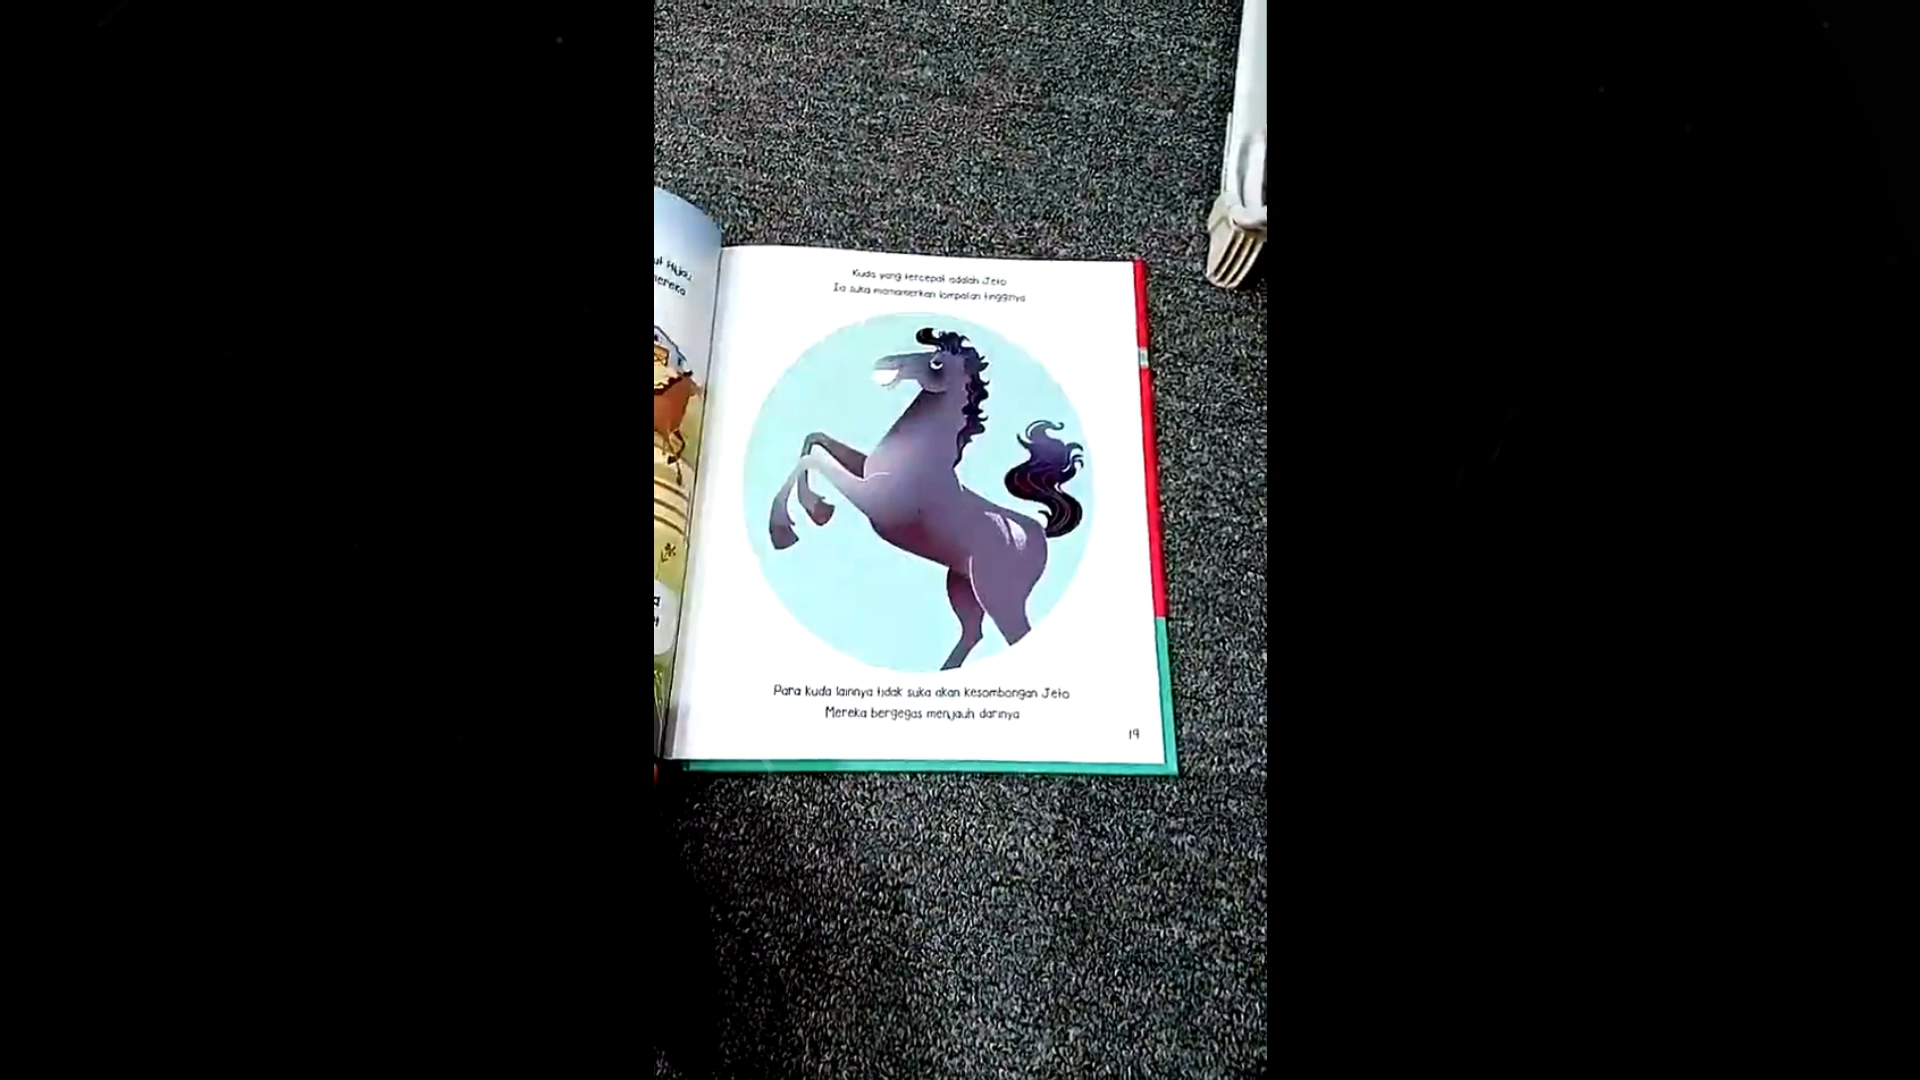 Kuda yang tercepat adalah Jeto
Ia suka mamamerkan lompatan tingginya
Para kuda lainnya tidak suka akan kesombongan Jeto
Mereka bergegas menjauh darinya
19